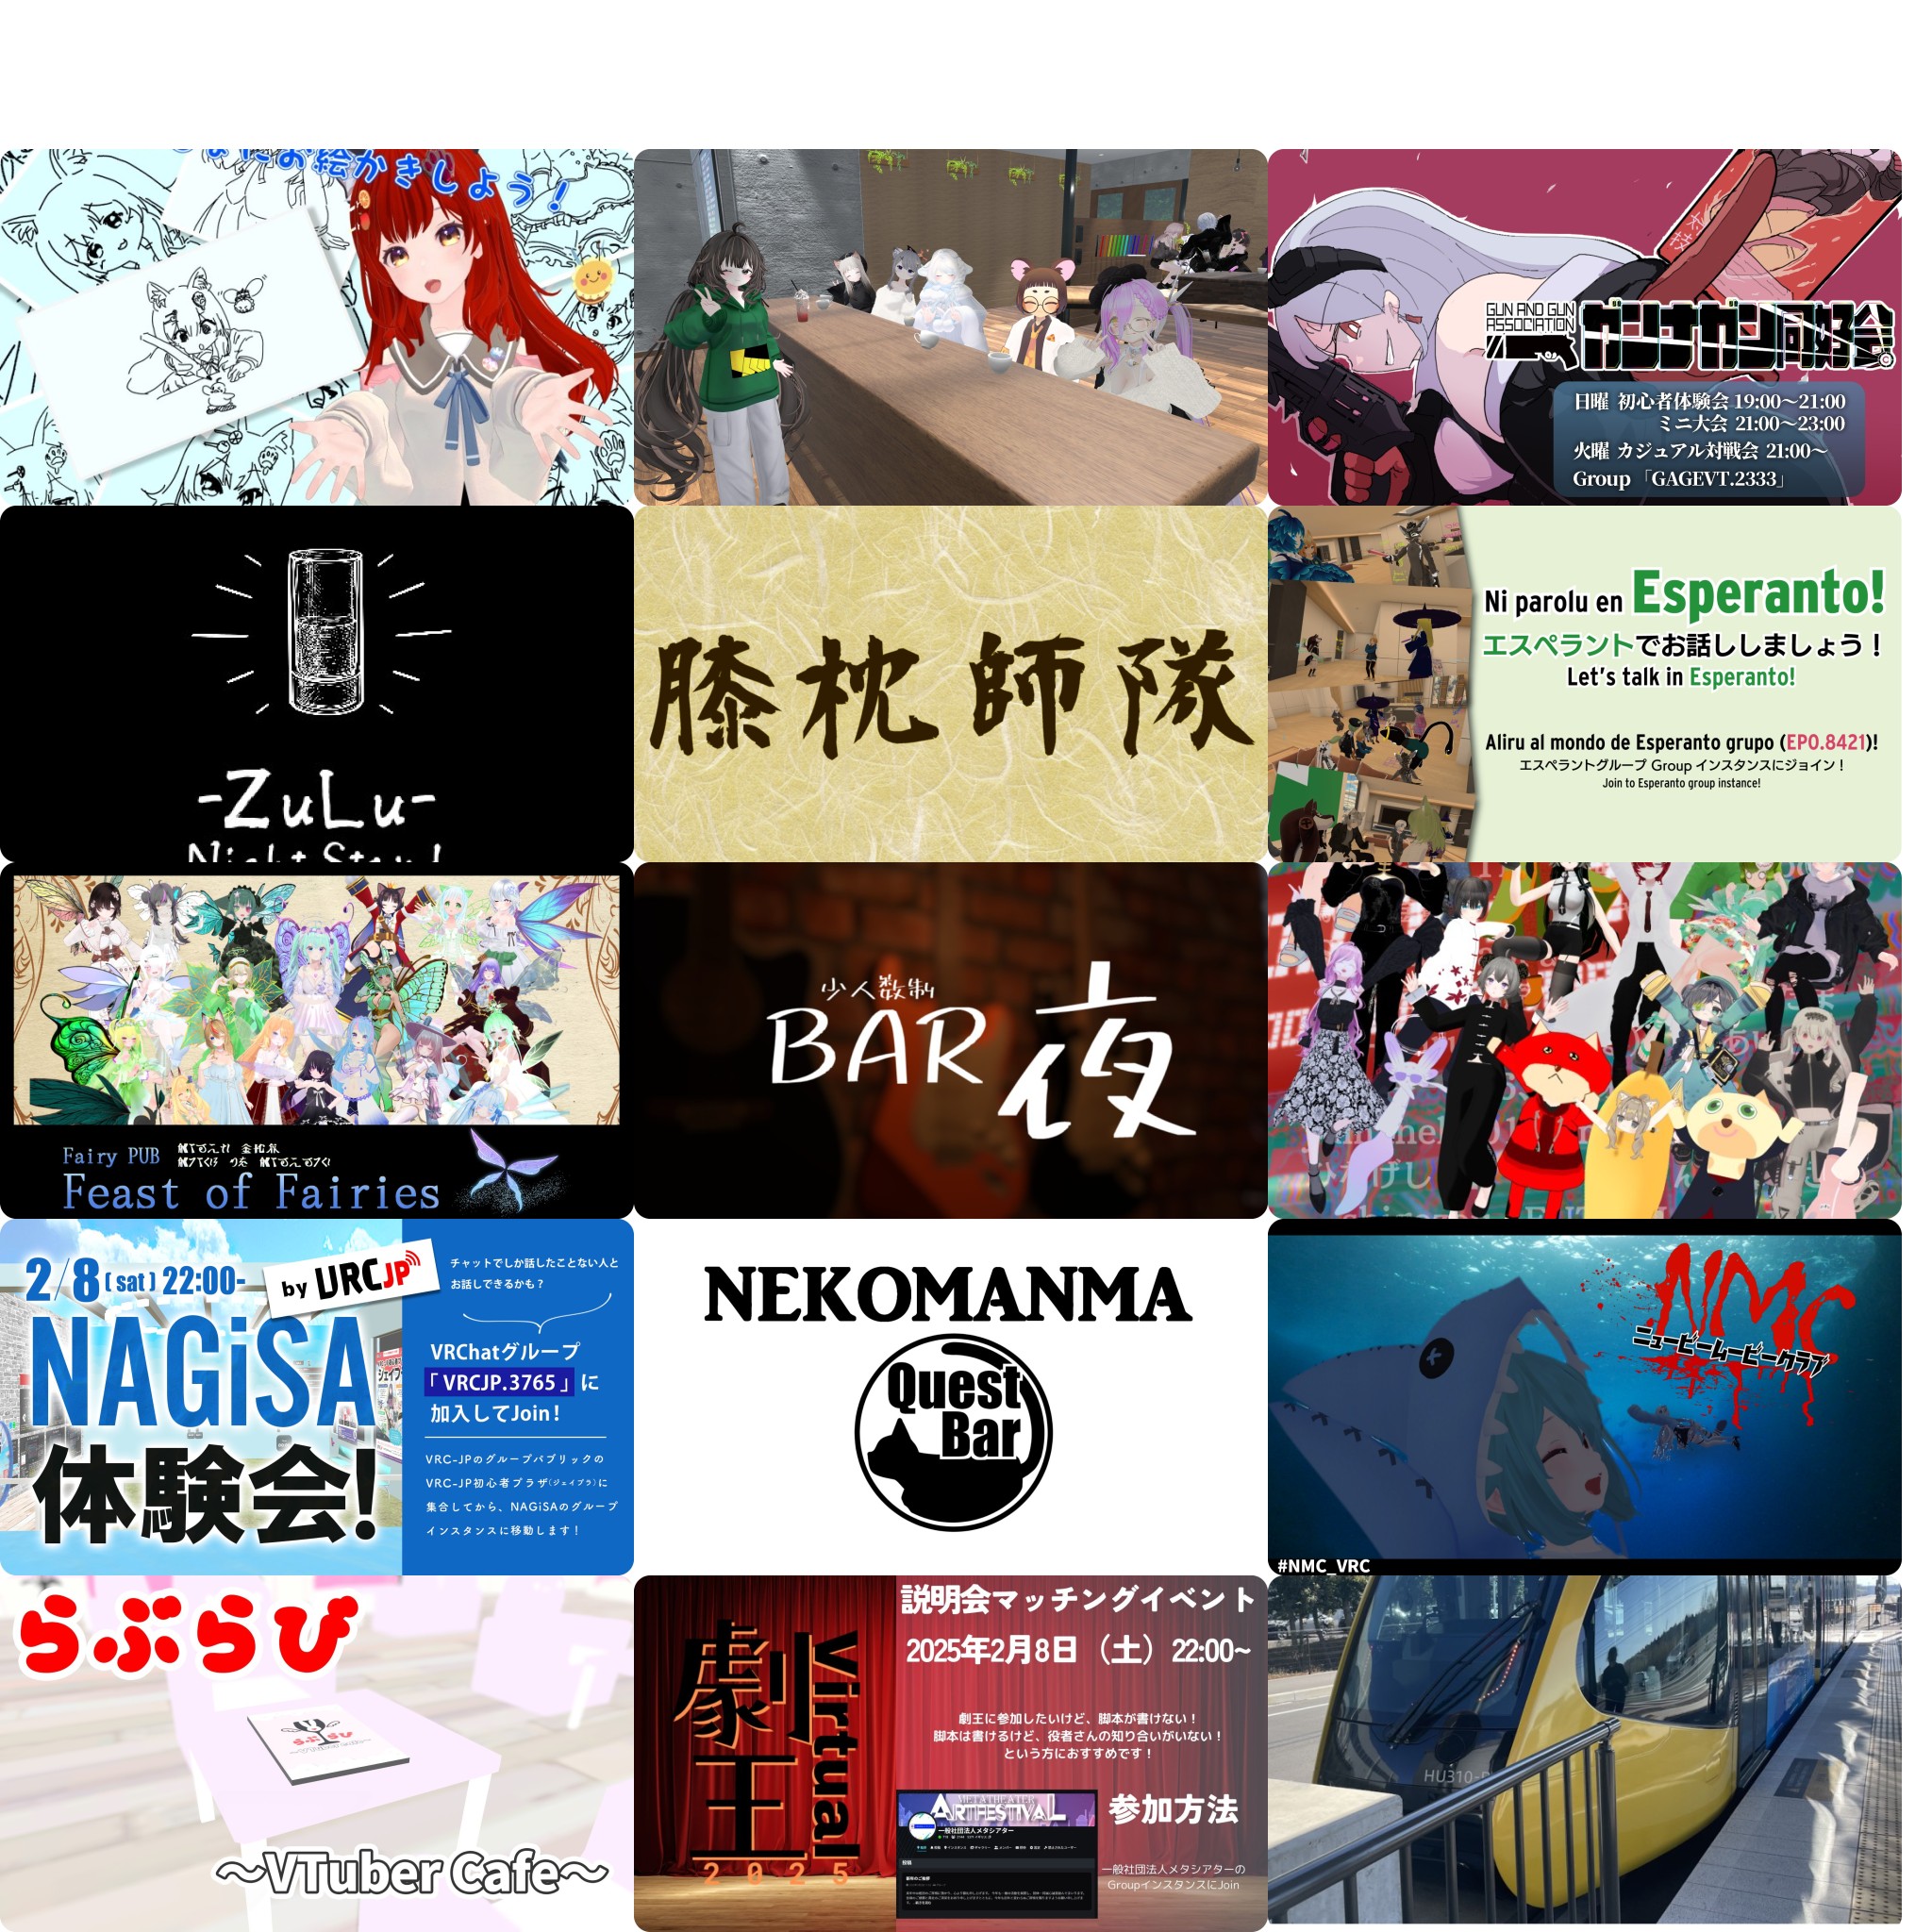 お絵かきしよう!
GUN AND GUN
ASSOCIATION
ガンナガン同好会
日曜 初心者体験会 19:00〜21:00
ミニ大会 21:00〜23:00
火曜 カジュアル対戦会 21:00〜
Group「GAGEVT.2333」
-ZuLu-
膝枕師隊
Ni parolu en Esperanto!
エスペラントでお話ししましょう!
Let's talk in Esperanto!
Aliru al mondo de Esperanto grupo (EPO.8421)!
エスペラントグループ Group インスタンスにジョイン!
Join to Esperanto group instance!
Fairy PUB
Feast of Fairies
少人数制
BAR 夜
2/8 [sat] 22:00-
by VRCJP
NAGiSA
体験会!
チャットでしか話したことない人と
お話しできるかも?
VRChatグループ
「VRCJP.3765」に
加入してJoin!
VRC-JPのグループパブリックの
VRC-JP初心者プラザ(ジェイプラ)に
集合してから、NAGiSAのグループ
インスタンスに移動します!
NEKOMANMA
Quest
Bar
NMC
ニュービームービークラブ
#NMC_VRC
らぶらび
らぶらび
〜VTuber Cafe〜
劇王
Virtual
2025
説明会マッチングイベント
2025年2月8日(土)22:00~
劇王に参加したいけど、脚本が書けない!
脚本は書けるけど、役者さんの知り合いがいない!
という方におすすめです!
METATHEATER
ARTFESTIVAL
一般社団法人メタシアター
参加方法
一般社団法人メタシアターの
GroupインスタンスにJoin